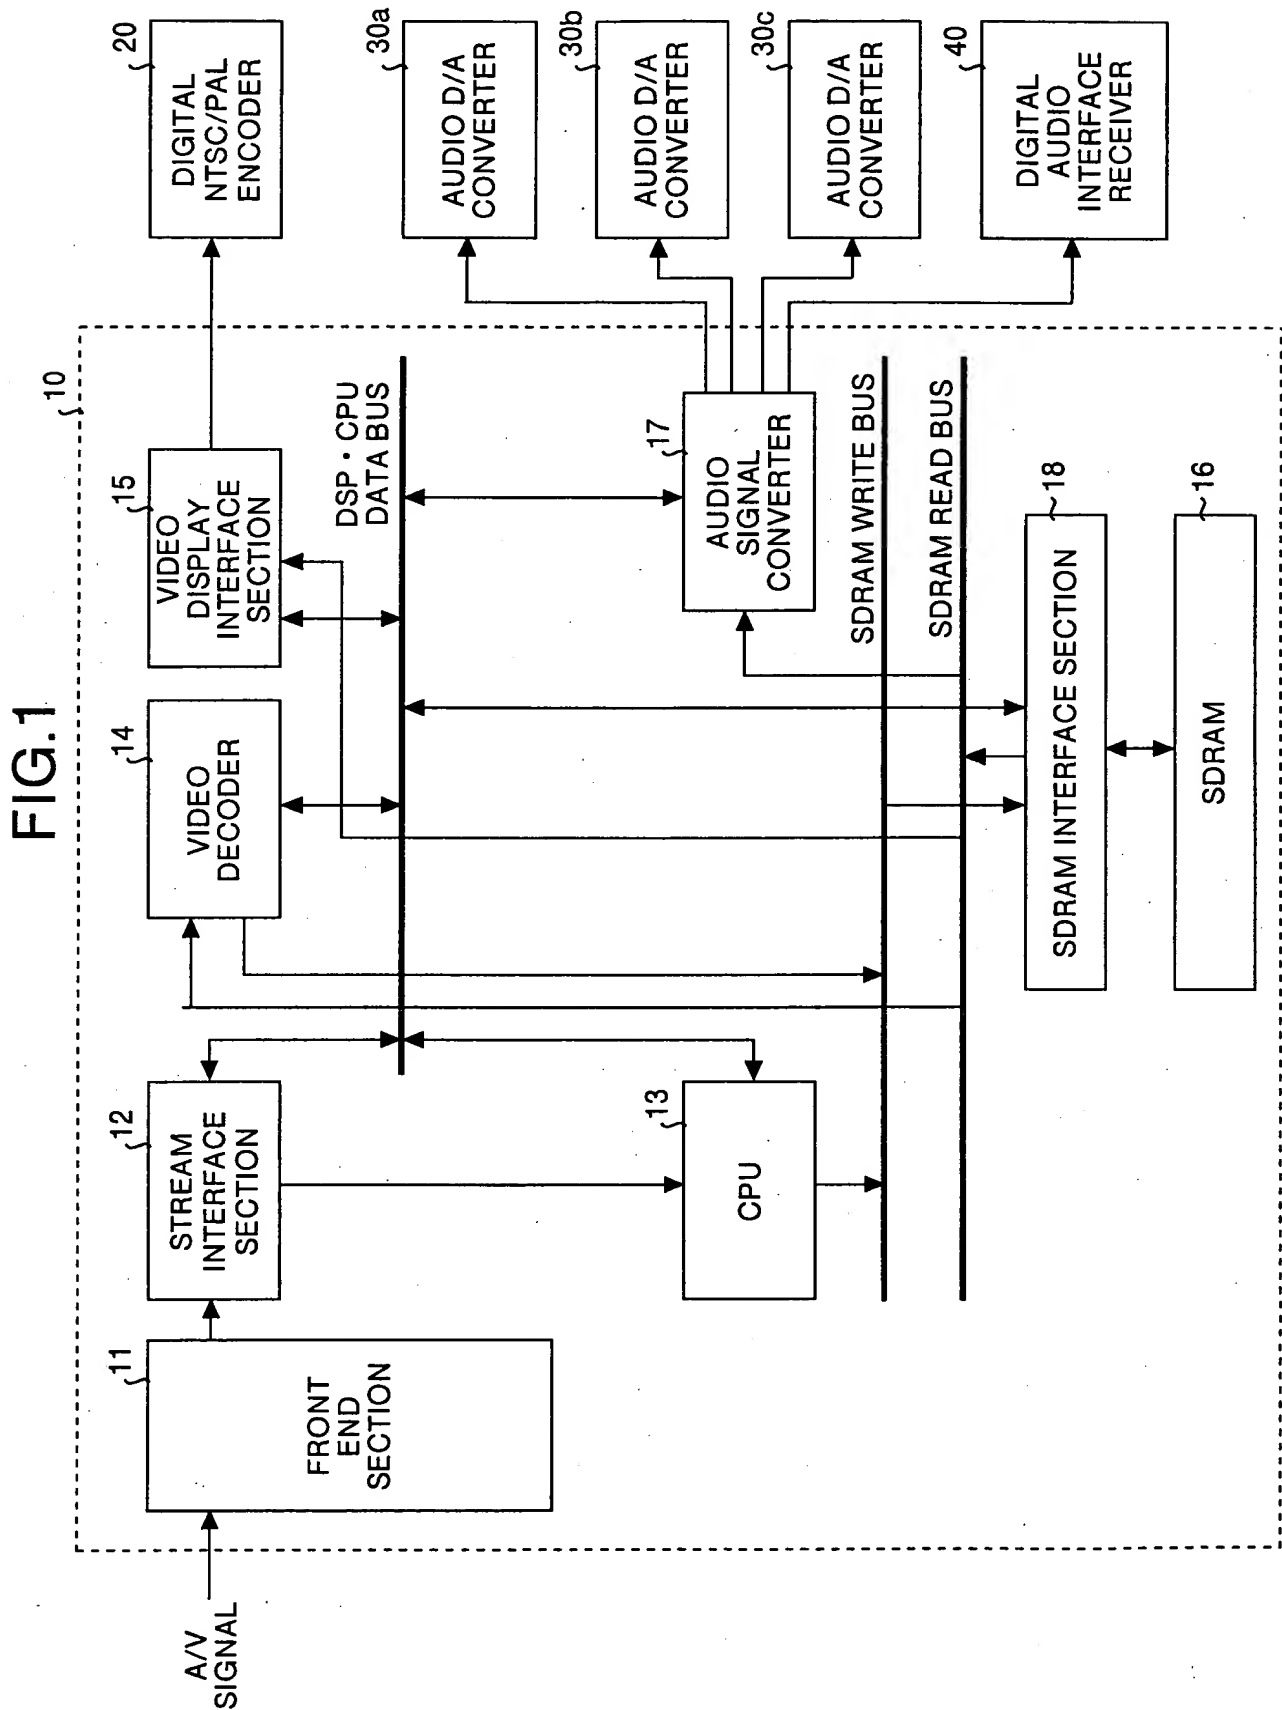 FIG.1
A/V
SIGNAL
10
11
FRONT
END
SECTION
12
STREAM
INTERFACE
SECTION
13
CPU
14
VIDEO
DECODER
15
VIDEO
DISPLAY
INTERFACE
SECTION
DSP・CPU
DATA BUS
17
AUDIO
SIGNAL
CONVERTER
SDRAM WRITE BUS
SDRAM READ BUS
18
SDRAM INTERFACE SECTION
16
SDRAM
20
DIGITAL
NTSC/PAL
ENCODER
30a
AUDIO D/A
CONVERTER
30b
AUDIO D/A
CONVERTER
30c
AUDIO D/A
CONVERTER
40
DIGITAL
AUDIO
INTERFACE
RECEIVER